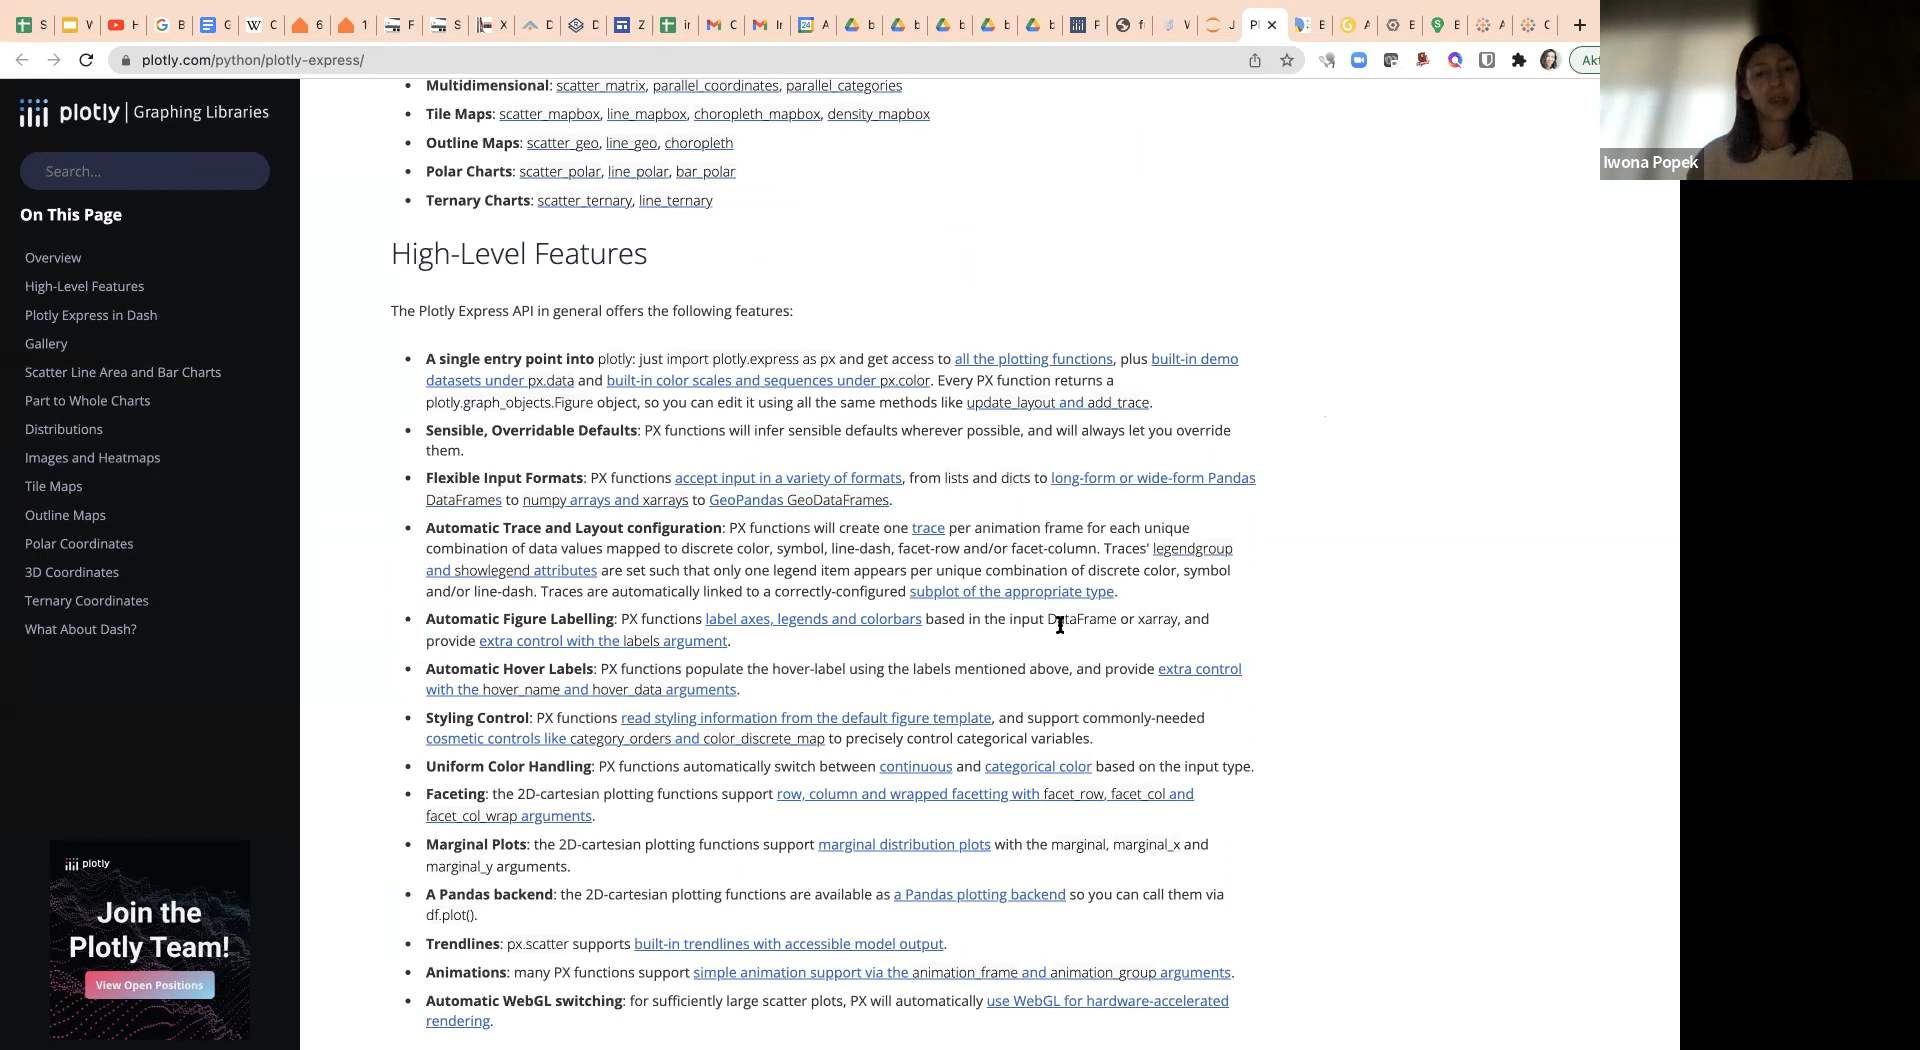 S
W
H
B
G
C
6
1
F
S
X
D
D
Z
ir
C
Ir
A
b
b
b
b
b
F
fi
W
J
Pl
E
A
E
E
A
C
plotly.com/python/plotly-express/
Akt
Iwona Popek
plotly | Graphing Libraries
Search...
On This Page
Overview
High-Level Features
Plotly Express in Dash
Gallery
Scatter Line Area and Bar Charts
Part to Whole Charts
Distributions
Images and Heatmaps
Tile Maps
Outline Maps
Polar Coordinates
3D Coordinates
Ternary Coordinates
What About Dash?
plotly
Join the
Plotly Team!
View Open Positions
Multidimensional: scatter_matrix, parallel_coordinates, parallel_categories
Tile Maps: scatter_mapbox, line_mapbox, choropleth_mapbox, density_mapbox
Outline Maps: scatter_geo, line_geo, choropleth
Polar Charts: scatter_polar, line_polar, bar_polar
Ternary Charts: scatter_ternary, line_ternary
High-Level Features
The Plotly Express API in general offers the following features:
A single entry point into plotly: just import plotly.express as px and get access to all the plotting functions, plus built-in demo
datasets under px.data and built-in color scales and sequences under px.color. Every PX function returns a
plotly.graph_objects.Figure object, so you can edit it using all the same methods like update_layout and add_trace.
Sensible, Overridable Defaults: PX functions will infer sensible defaults wherever possible, and will always let you override
them.
Flexible Input Formats: PX functions accept input in a variety of formats, from lists and dicts to long-form or wide-form Pandas
DataFrames to numpy arrays and xarrays to GeoPandas GeoDataFrames.
Automatic Trace and Layout configuration: PX functions will create one trace per animation frame for each unique
combination of data values mapped to discrete color, symbol, line-dash, facet-row and/or facet-column. Traces' legendgroup
and showlegend attributes are set such that only one legend item appears per unique combination of discrete color, symbol
and/or line-dash. Traces are automatically linked to a correctly-configured subplot of the appropriate type.
Automatic Figure Labelling: PX functions label axes, legends and colorbars based in the input DataFrame or xarray, and
provide extra control with the labels argument.
Automatic Hover Labels: PX functions populate the hover-label using the labels mentioned above, and provide extra control
with the hover_name and hover_data arguments.
Styling Control: PX functions read styling information from the default figure template, and support commonly-needed
cosmetic controls like category_orders and color_discrete_map to precisely control categorical variables.
Uniform Color Handling: PX functions automatically switch between continuous and categorical color based on the input type.
Faceting: the 2D-cartesian plotting functions support row, column and wrapped facetting with facet_row, facet_col and
facet_col_wrap arguments.
Marginal Plots: the 2D-cartesian plotting functions support marginal distribution plots with the marginal, marginal_x and
marginal_y arguments.
A Pandas backend: the 2D-cartesian plotting functions are available as a Pandas plotting backend so you can call them via
df.plot().
Trendlines: px.scatter supports built-in trendlines with accessible model output.
Animations: many PX functions support simple animation support via the animation_frame and animation_group arguments.
Automatic WebGL switching: for sufficiently large scatter plots, PX will automatically use WebGL for hardware-accelerated
rendering.